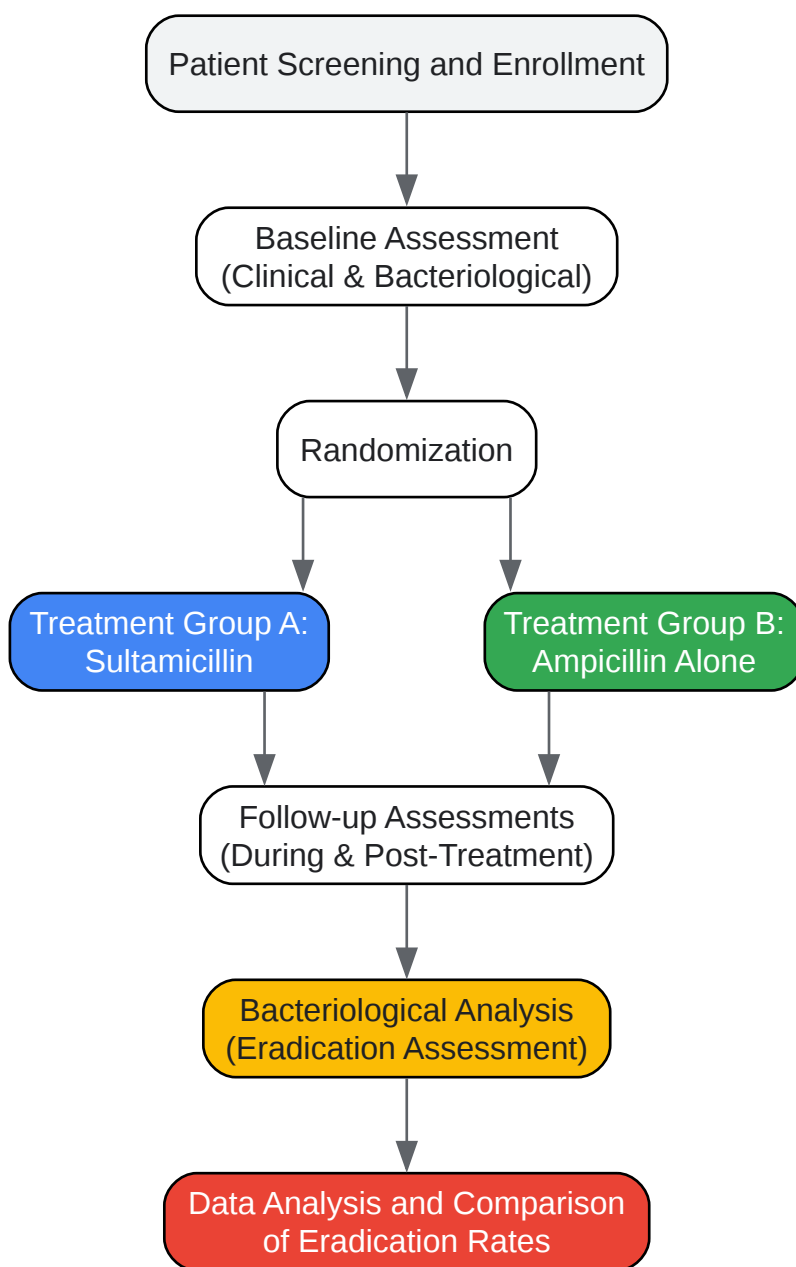 Patient Screening and Enrollment
Baseline Assessment
(Clinical & Bacteriological)
Randomization
Treatment Group A:
Sultamicillin
Treatment Group B:
Ampicillin Alone
Follow-up Assessments
(During & Post-Treatment)
Bacteriological Analysis
(Eradication Assessment)
Data Analysis and Comparison
of Eradication Rates